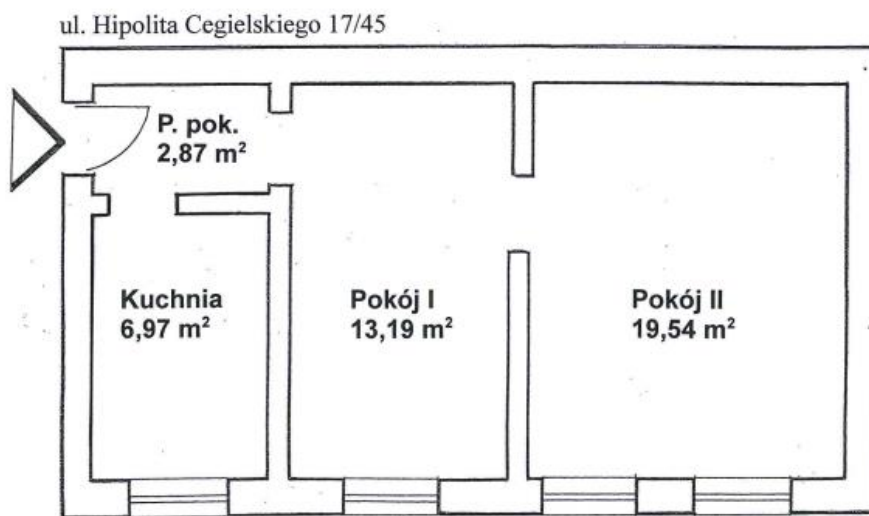 ul. Hipolita Cegielskiego 17/45
P. pok.
2,87 m²
Kuchnia
6,97 m²
Pokój I
13,19 m²
Pokój II
19,54 m²